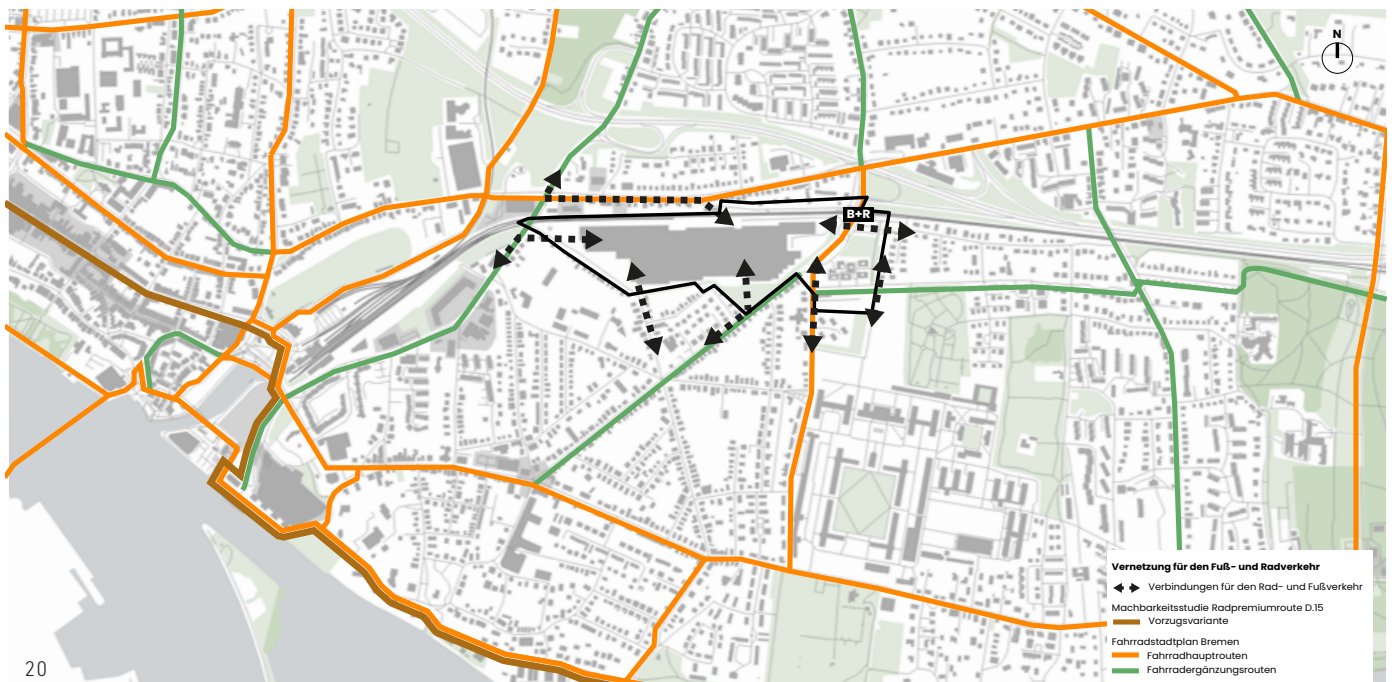 N
B+R
Vernetzung für den Fuß- und Radverkehr
Verbindungen für den Rad- und Fußverkehr
Machbarkeitsstudie Radpremiumroute D.15
Vorzugsvariante
Fahrradstadtplan Bremen
Fahrradhauptrouten
Fahrradergänzungsrouten
20